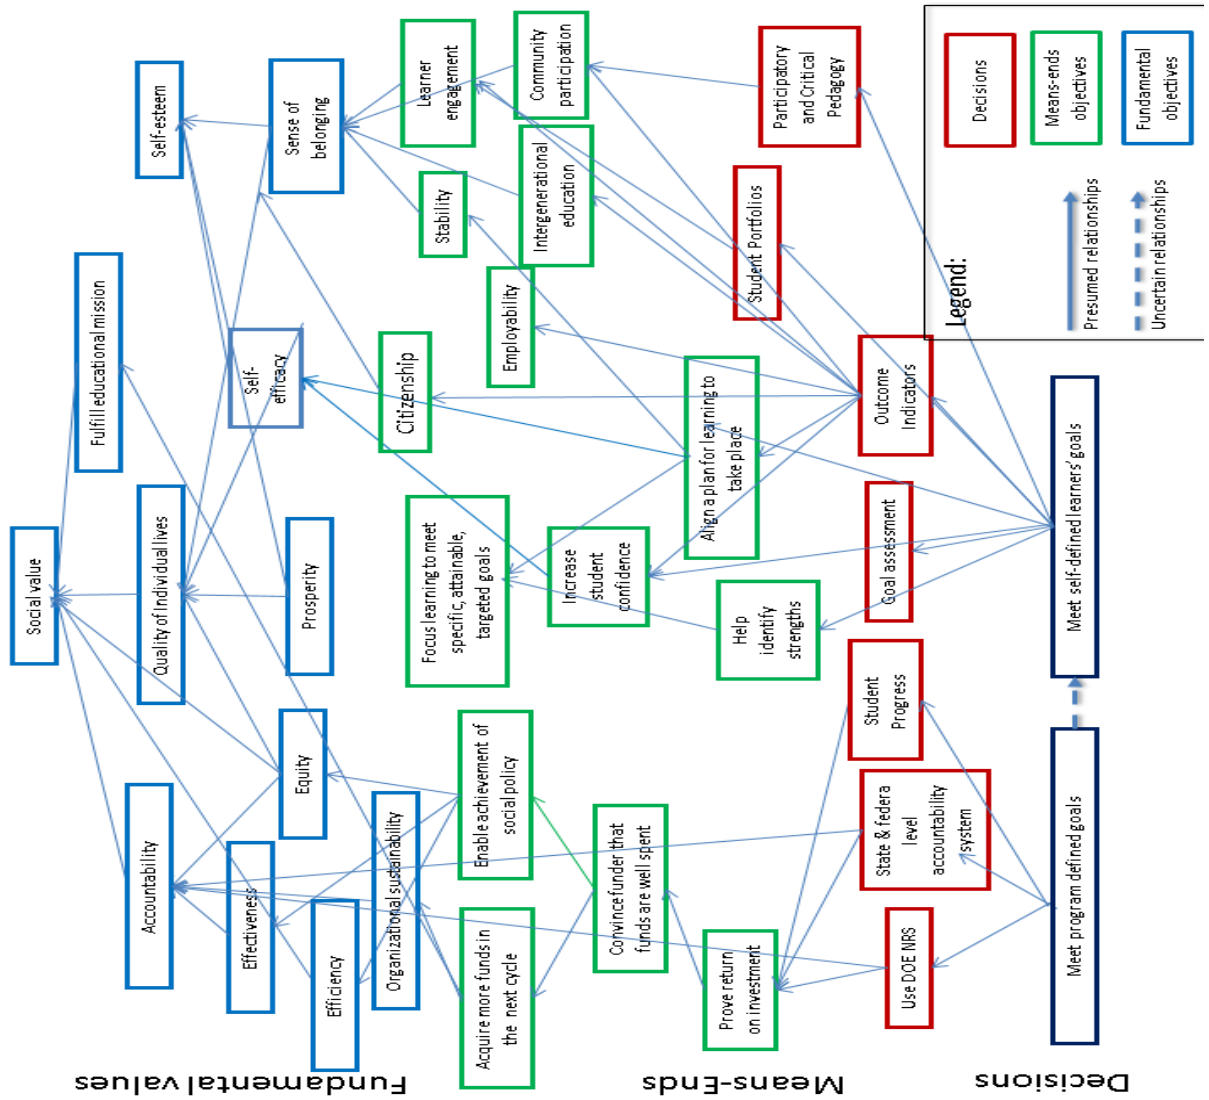 Social value
Accountability
Quality of Individual lives
Fulfill educational mission
Self-esteem
Effectiveness
Equity
Prosperity
Self-
efficacy
Sense of
belonging
Efficiency
Organizational sustainability
Fundamental values
Acquire more funds in
the next cycle
Enable achievement of
social policy
Focus learning to meet
specific, attainable,
targeted goals
Citizenship
Stability
Learner
engagement
Employability
Intergenerational
education
Community
participation
Convince funder that
funds are well spent
Increase
student
confidence
Prove return
on investment
Help
identify
strengths
Align a plan for learning to
take place
Means-Ends
Student Portfolios
Participatory
and Critical
Pedagogy
Use DOE NRS
State & federal
level
accountability
system
Student
Progress
Goal assessment
Outcome
Indicators
Meet program defined goals
Meet self-defined learners' goals
Decisions
Legend:
Presumed relationships
Uncertain relationships
Decisions
Means-ends
objectives
Fundamental
objectives